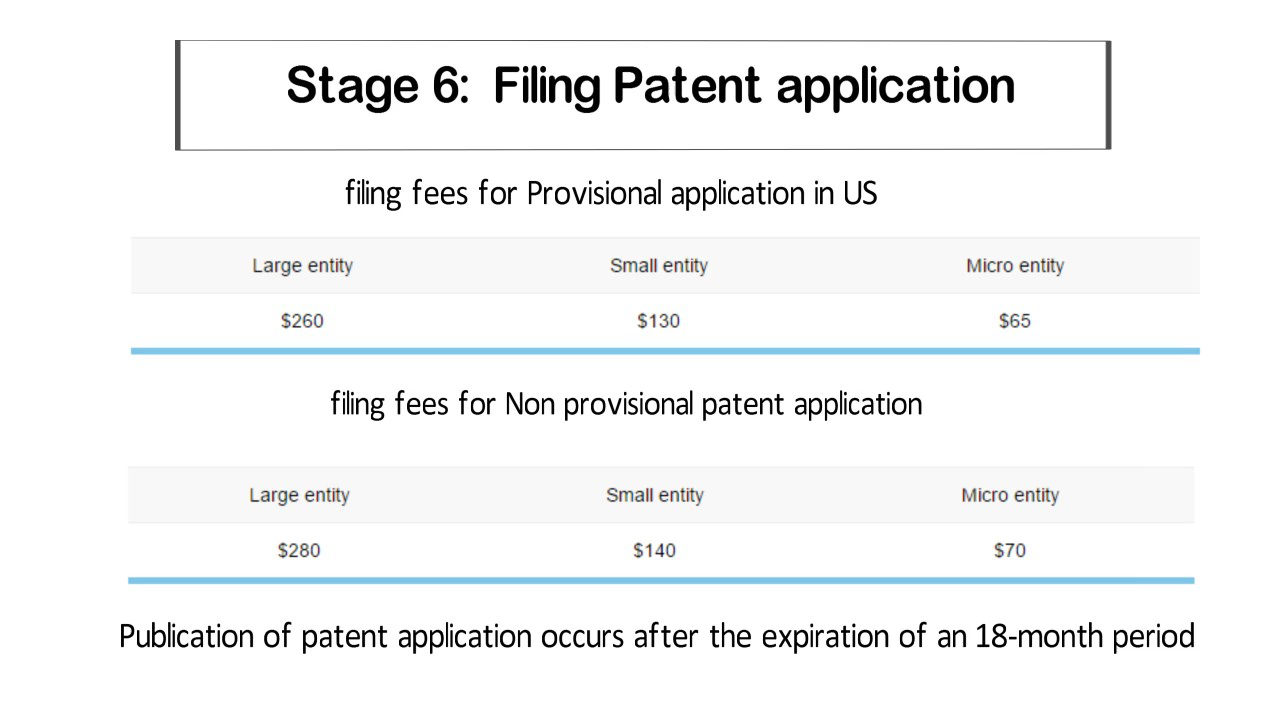 Stage 6: Filing Patent application
filing fees for Provisional application in US
Large entity Small entity Micro entity
$260 $130 $65
filing fees for Non provisional patent application
Large entity Small entity Micro entity
$280 $140 $70
Publication of patent application occurs after the expiration of an 18-month period